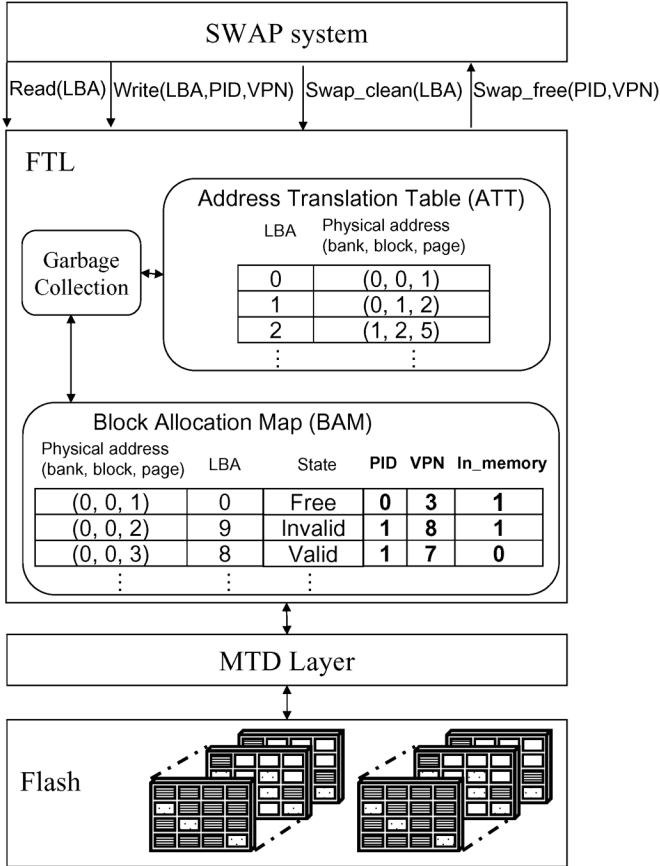 SWAP system
Read(LBA) Write(LBA,PID,VPN) Swap_clean(LBA) Swap_free(PID,VPN)
FTL
Address Translation Table (ATT)
LBA Physical address
(bank, block, page)
0 (0, 0, 1)
1 (0, 1, 2)
2 (1, 2, 5)
⋮ ⋮
Garbage
Collection
Block Allocation Map (BAM)
Physical address
(bank, block, page) LBA State PID VPN In_memory
(0, 0, 1) 0 Free 0 3 1
(0, 0, 2) 9 Invalid 1 8 1
(0, 0, 3) 8 Valid 1 7 0
⋮ ⋮ ⋮
MTD Layer
Flash